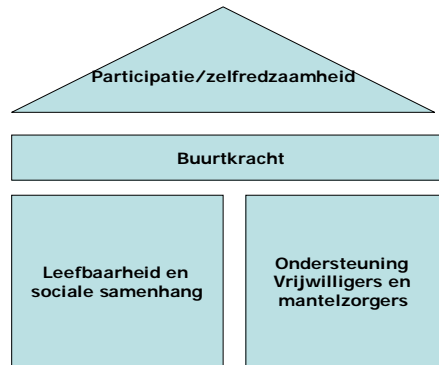 Participatie/zelfredzaamheid
Buurtkracht
Leefbaarheid en
sociale samenhang
Ondersteuning
Vrijwilligers en
mantelzorgers